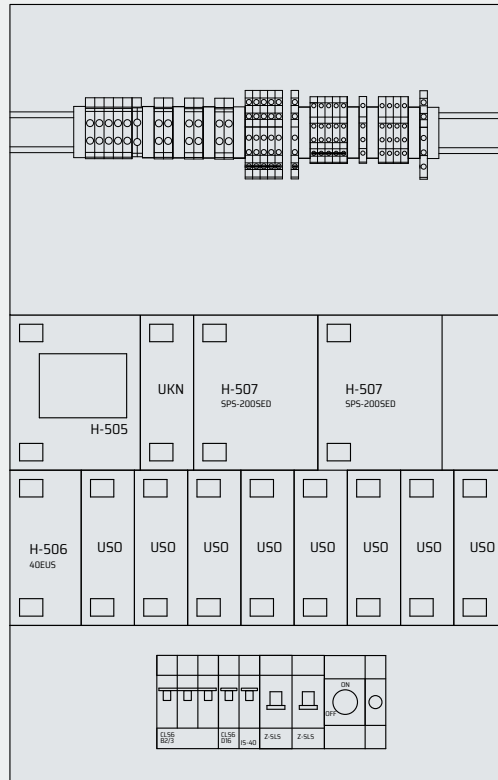 UKN
H-507
SPS-200SED
H-507
SPS-200SED
H-505
H-506
40EUS
USO
USO
USO
USO
USO
USO
USO
USO
ON
OFF
CLS6
B2/3
CLS6
D16
IS-40
Z-SLS
Z-SLS